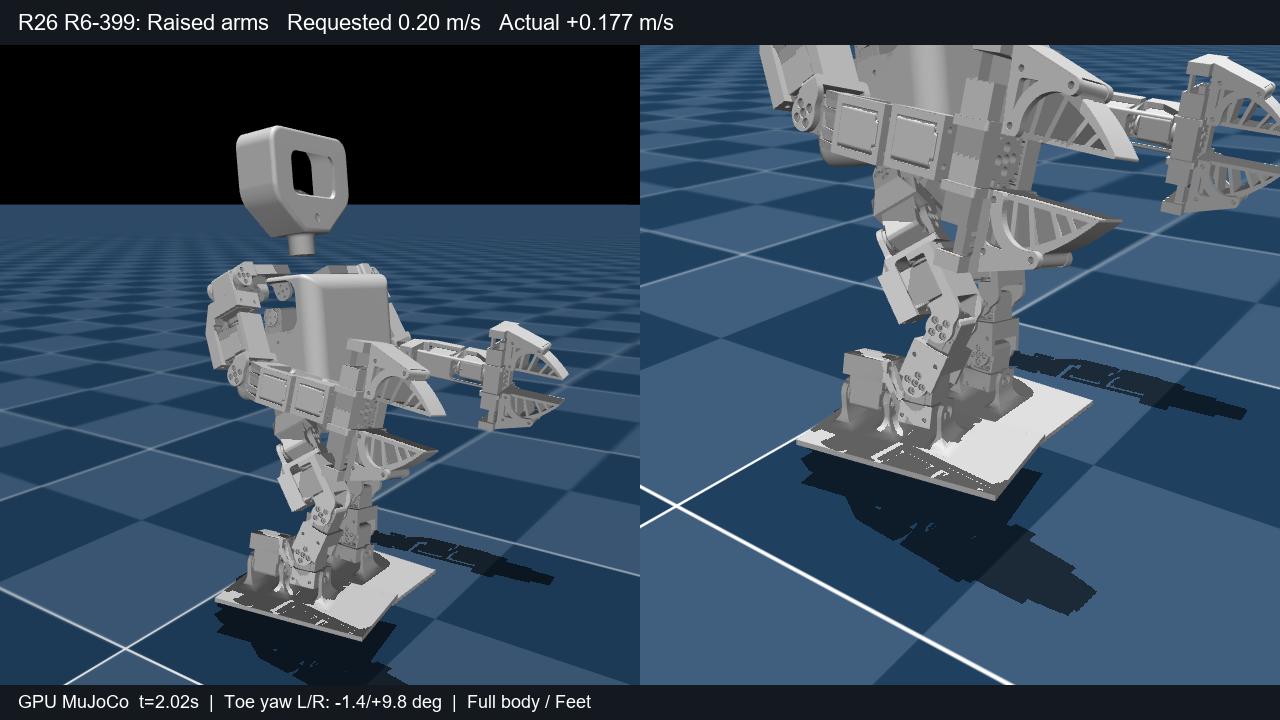 R26 R6-399: Raised arms   Requested 0.20 m/s   Actual +0.177 m/s
GPU MuJoCo  t=2.02s  |  Toe yaw L/R: -1.4/+9.8 deg  |  Full body / Feet